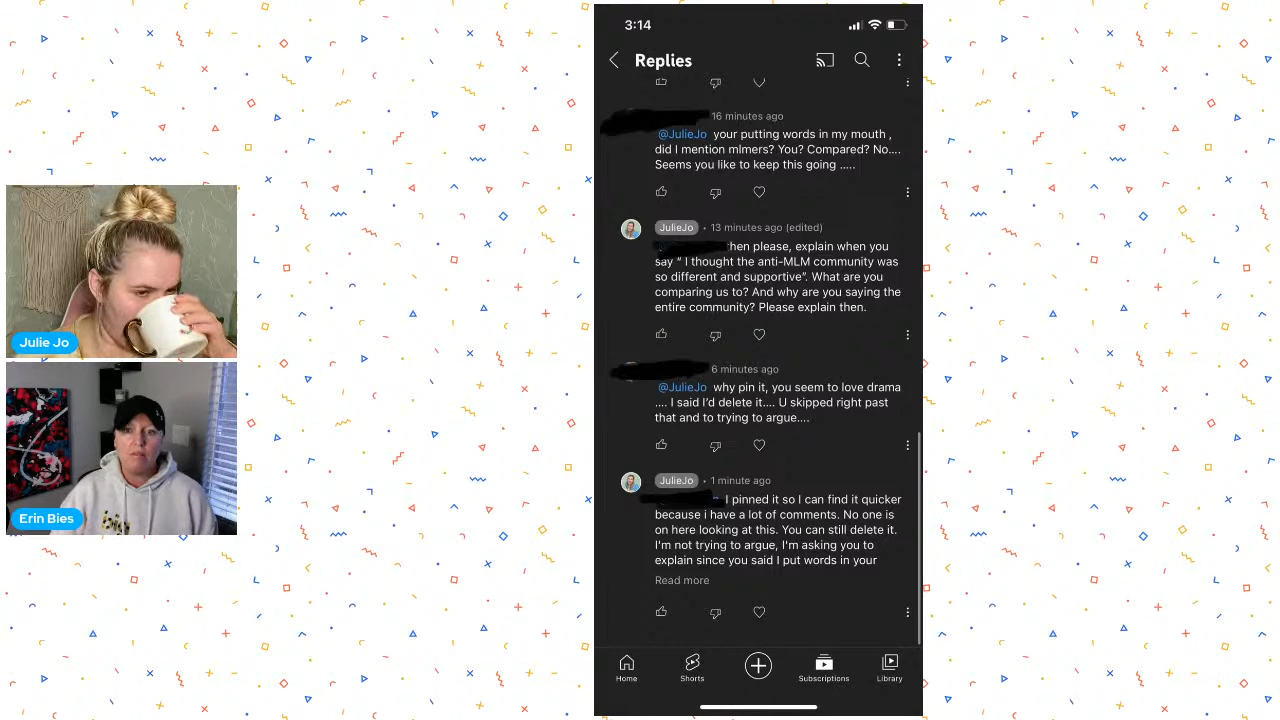 Julie Jo
Erin Bies
3:14
Replies
16 minutes ago
@JulieJo your putting words in my mouth ,
did I mention mlmers? You? Compared? No....
Seems you like to keep this going .....
JulieJo • 13 minutes ago (edited)
hen please, explain when you
say “ I thought the anti-MLM community was
so different and supportive”. What are you
comparing us to? And why are you saying the
entire community? Please explain then.
6 minutes ago
@JulieJo why pin it, you seem to love drama
.... I said I’d delete it.... U skipped right past
that and to trying to argue....
JulieJo • 1 minute ago
I pinned it so I can find it quicker
because i have a lot of comments. No one is
on here looking at this. You can still delete it.
I'm not trying to argue, I'm asking you to
explain since you said I put words in your
Read more
Home
Shorts
Subscriptions
Library